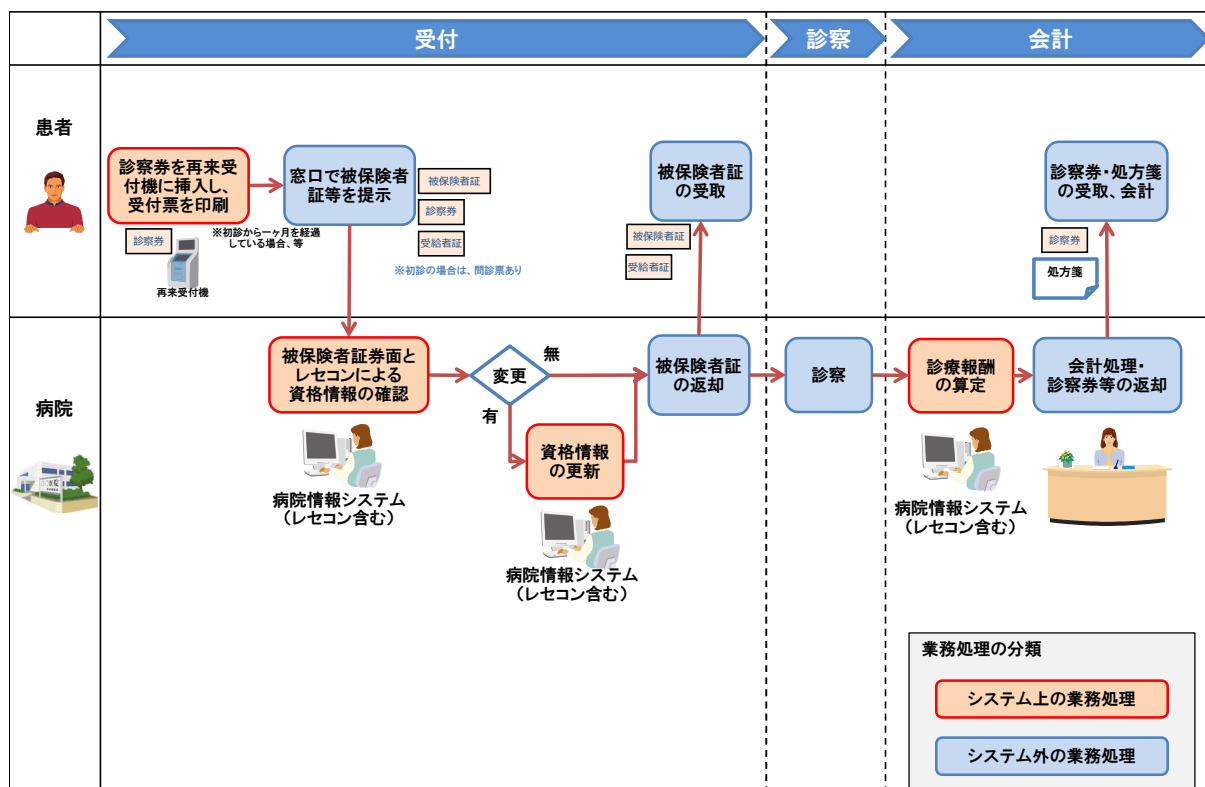 受付
診察
会計
患者
診察券を再来受
付機に挿入し、
受付票を印刷
診察券
再来受付機
※初診から一ヶ月を経過
している場合、等
窓口で被保険者
証等を提示
被保険者証
診察券
受給者証
※初診の場合は、問診票あり
被保険者証
の受取
被保険者証
受給者証
診察券・処方箋
の受取、会計
診察券
処方箋
病院
被保険者証券面と
レセコンによる
資格情報の確認
病院情報システム
(レセコン含む)
変更
無
有
資格情報
の更新
病院情報システム
(レセコン含む)
被保険者証
の返却
診察
診療報酬
の算定
病院情報システム
(レセコン含む)
会計処理・
診察券等の返却
業務処理の分類
システム上の業務処理
システム外の業務処理